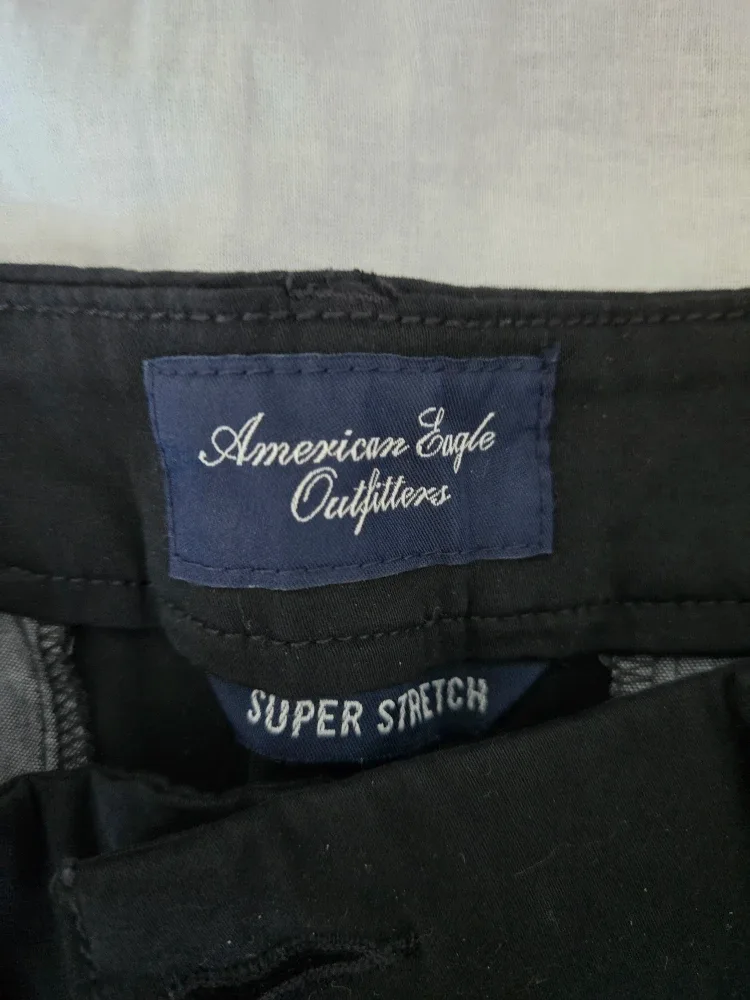 American Eagle
Outfitters
SUPER STRETCH